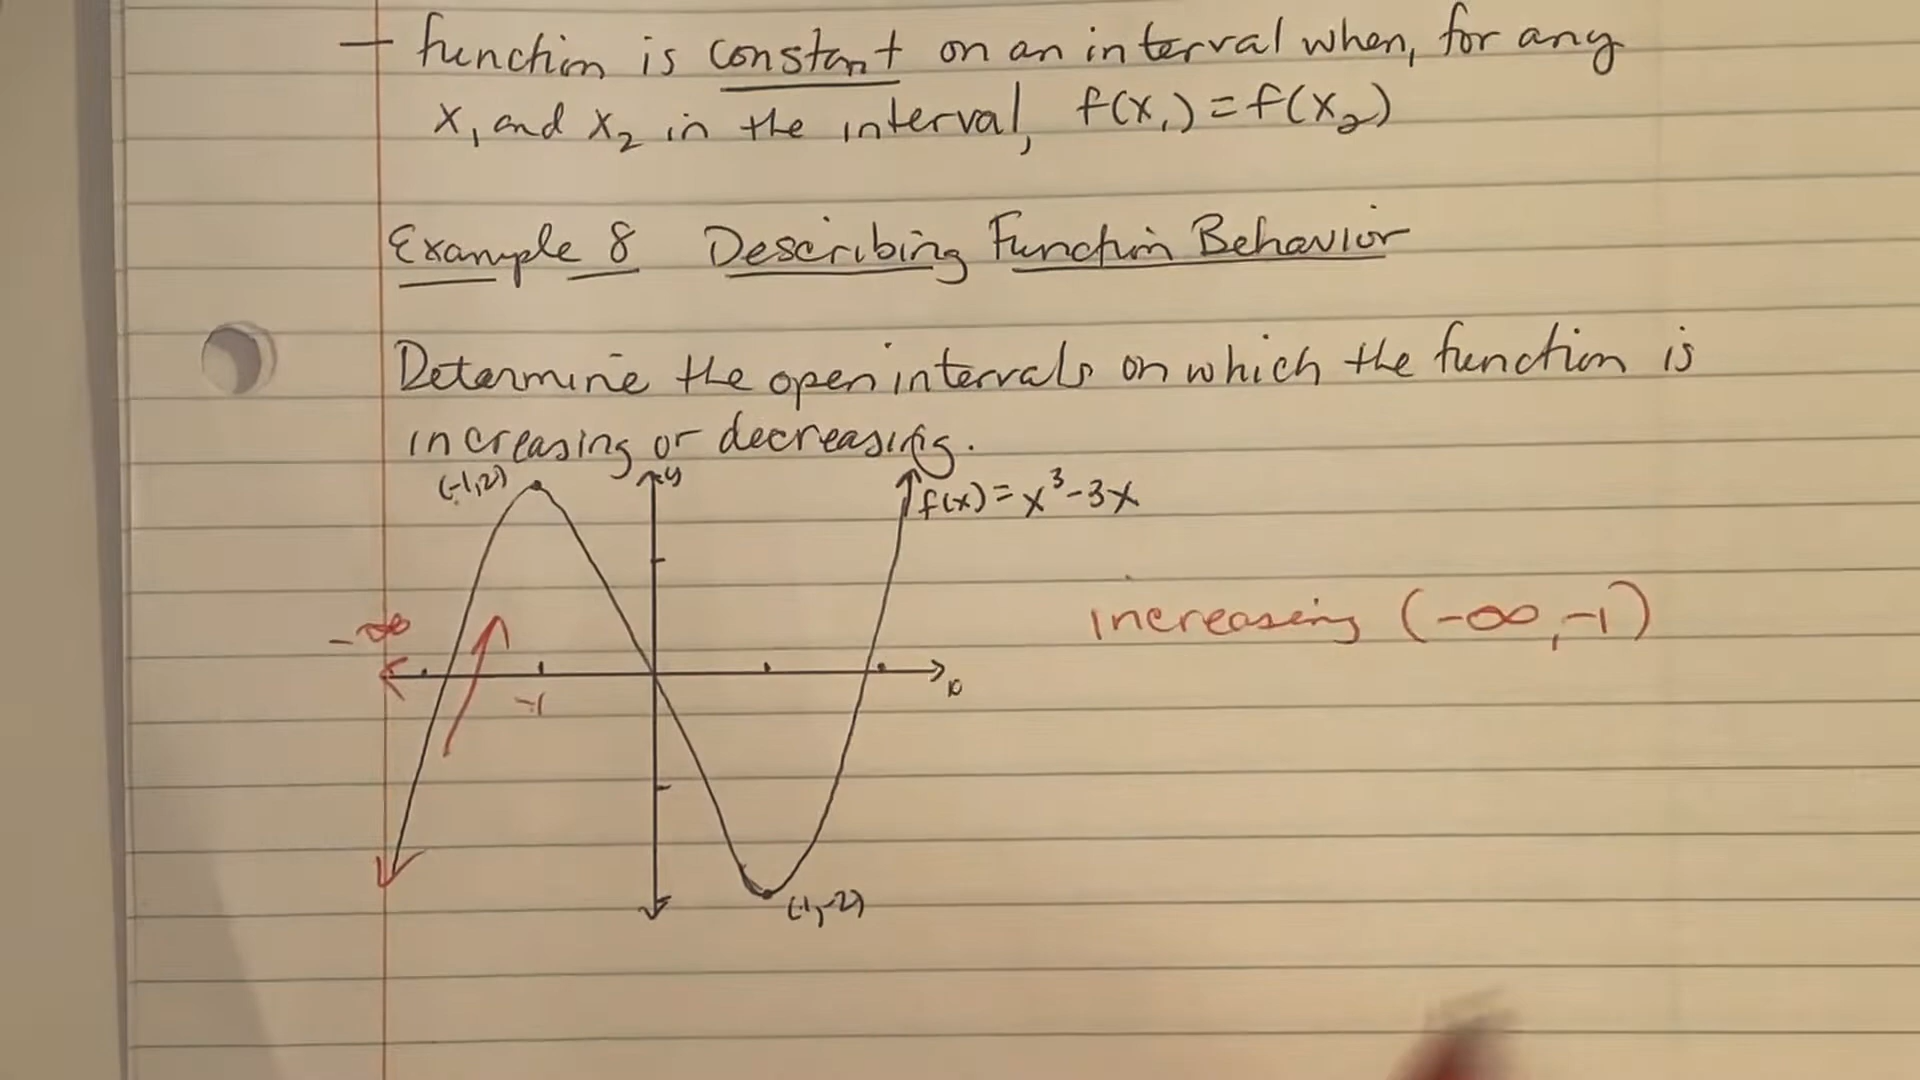 — function is constant on an interval when, for any
x₁ and x₂ in the interval, f(x₁) = f(x₂)
Example 8 Describing Function Behavior
Determine the open intervals on which the function is
increasing or decreasing.
(-1,2)
y
f(x) = x³-3x
-∞
increasing (-∞,-1)
-1
(1,-2)